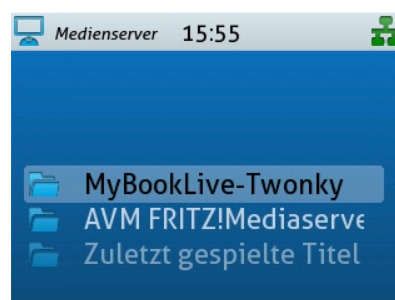 Medienserver 15:55
MyBookLive-Twonky
AVM FRITZ!Mediaserve
Zuletzt gespielte Titel